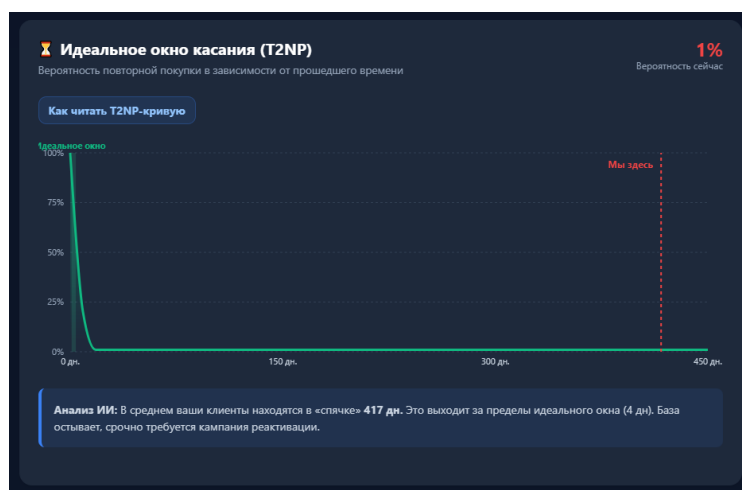 ⏳ Идеальное окно касания (T2NP)
1%
Вероятность повторной покупки в зависимости от прошедшего времени
Вероятность сейчас
Как читать T2NP-кривую
Идеальное окно
100%
Мы здесь
75%
50%
25%
0%
0 дн.
150 дн.
300 дн.
450 дн.
Анализ ИИ: В среднем ваши клиенты находятся в «спячке» 417 дн. Это выходит за пределы идеального окна (4 дн). База
остывает, срочно требуется кампания реактивации.